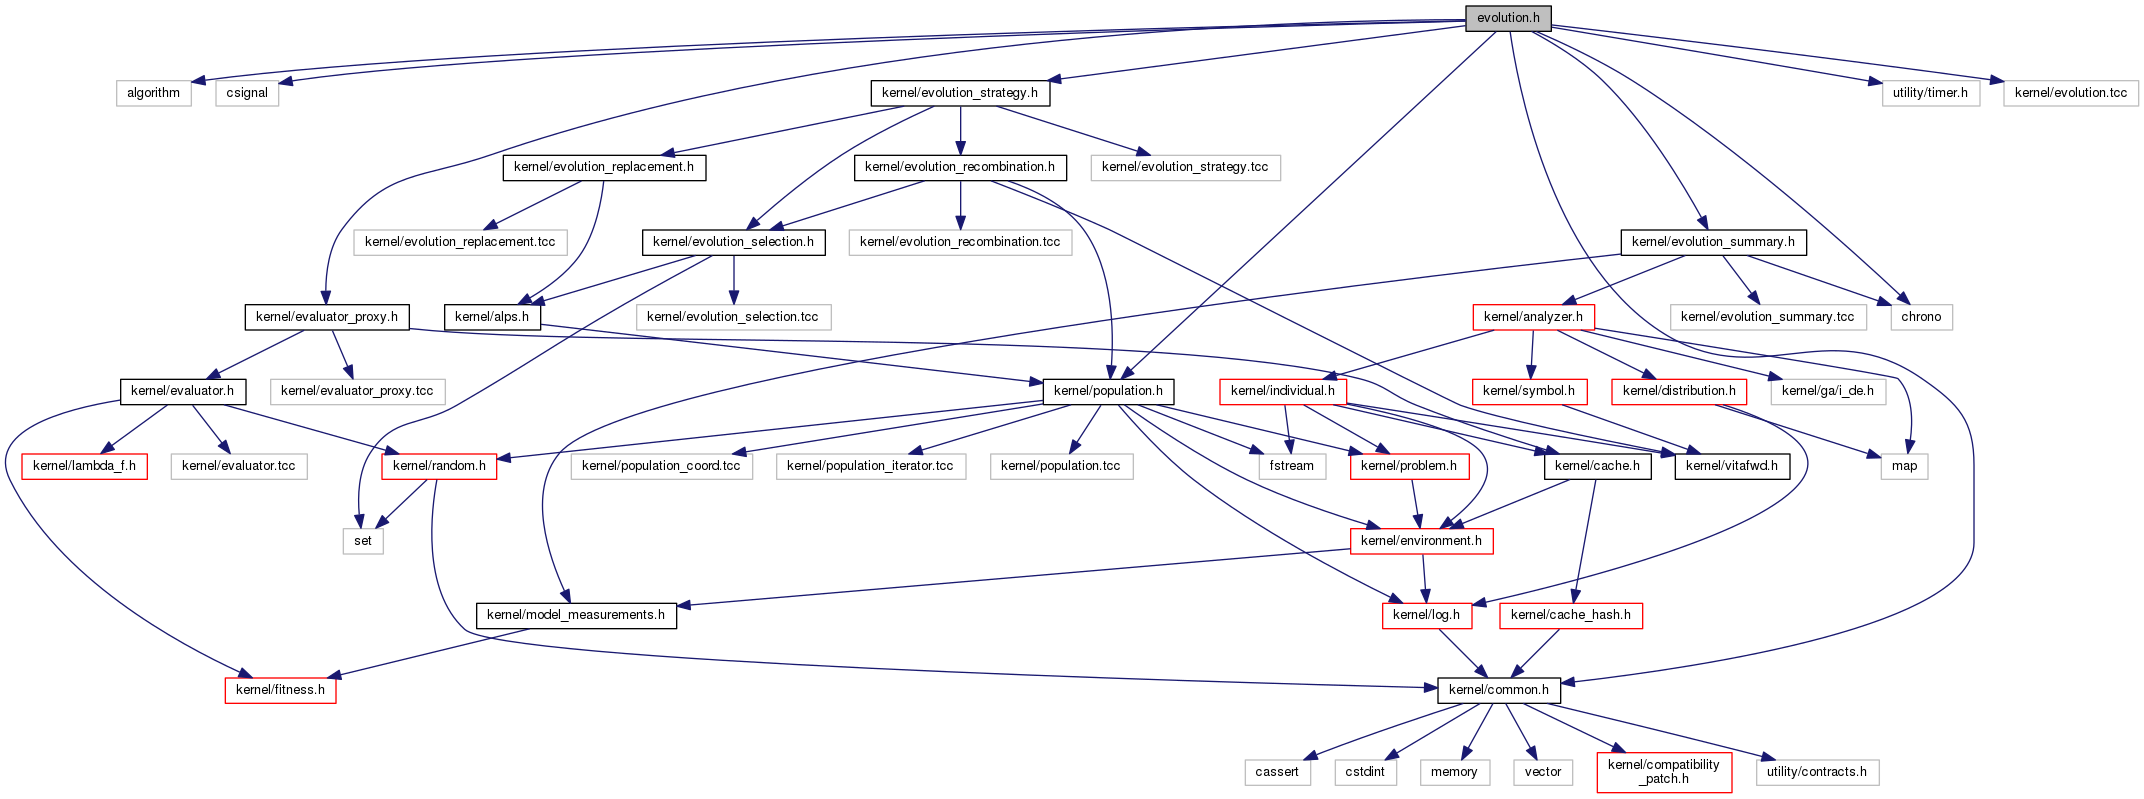 evolution.h
algorithm
csignal
kernel/evolution_strategy.h
utility/timer.h
kernel/evolution.tcc
kernel/evolution_replacement.h
kernel/evolution_recombination.h
kernel/evolution_strategy.tcc
kernel/evolution_replacement.tcc
kernel/evolution_selection.h
kernel/evolution_recombination.tcc
kernel/evolution_summary.h
kernel/evaluator_proxy.h
kernel/alps.h
kernel/evolution_selection.tcc
kernel/analyzer.h
kernel/evolution_summary.tcc
chrono
kernel/evaluator.h
kernel/evaluator_proxy.tcc
kernel/population.h
kernel/individual.h
kernel/symbol.h
kernel/distribution.h
kernel/ga/i_de.h
kernel/lambda_f.h
kernel/evaluator.tcc
kernel/random.h
kernel/population_coord.tcc
kernel/population_iterator.tcc
kernel/population.tcc
fstream
kernel/problem.h
kernel/cache.h
kernel/vitafwd.h
map
set
kernel/environment.h
kernel/model_measurements.h
kernel/log.h
kernel/cache_hash.h
kernel/fitness.h
kernel/common.h
cassert
cstdint
memory
vector
kernel/compatibility
_patch.h
utility/contracts.h